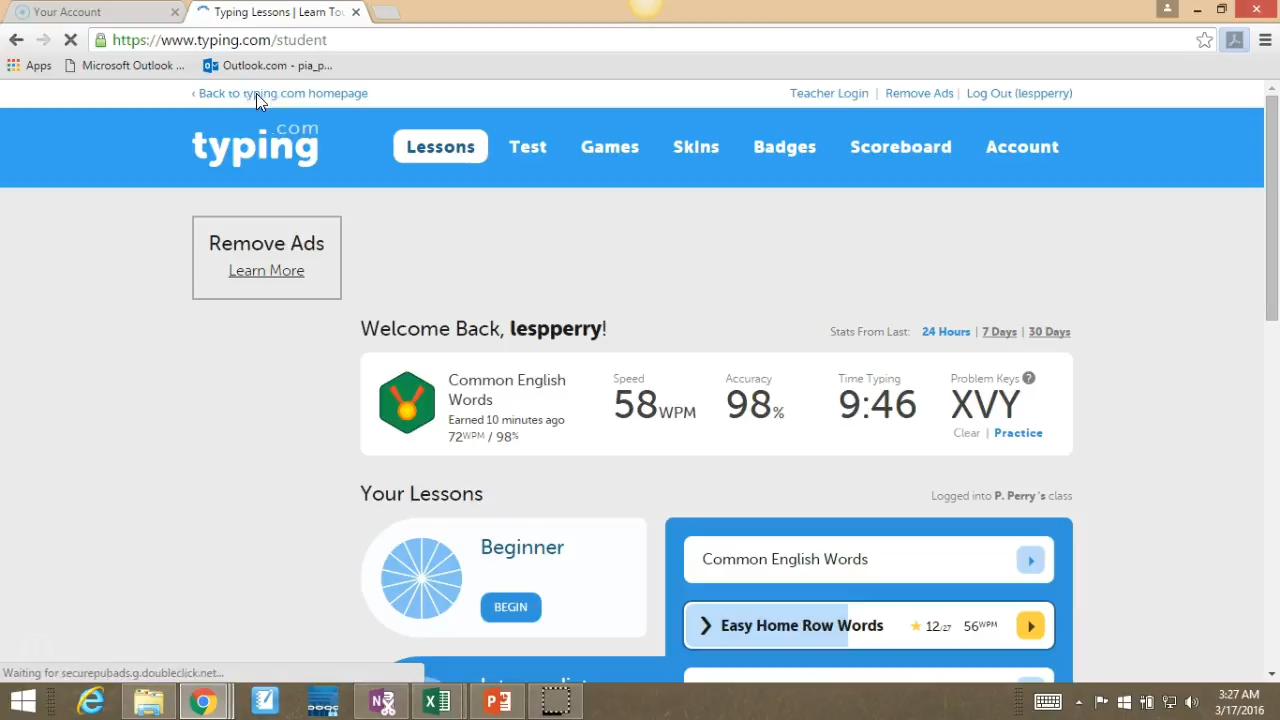 Your Account
Typing Lessons | Learn To
https://www.typing.com/student
Apps Microsoft Outlook ... Outlook.com - pia_p...
‹ Back to typing.com homepage Teacher Login | Remove Ads | Log Out (lespperry)
typing.com Lessons Test Games Skins Badges Scoreboard Account
Remove Ads
Learn More
Welcome Back, lespperry! Stats From Last: 24 Hours | 7 Days | 30 Days
Common English Words
Earned 10 minutes ago
72WPM / 98%
Speed
58WPM
Accuracy
98%
Time Typing
9:46
Problem Keys ?
XVY
Clear | Practice
Your Lessons Logged into P. Perry 's class
Beginner
BEGIN
Common English Words
Easy Home Row Words 12/27 56WPM
Waiting for securepubads.g.doubleclick.net...
3:27 AM
3/17/2016